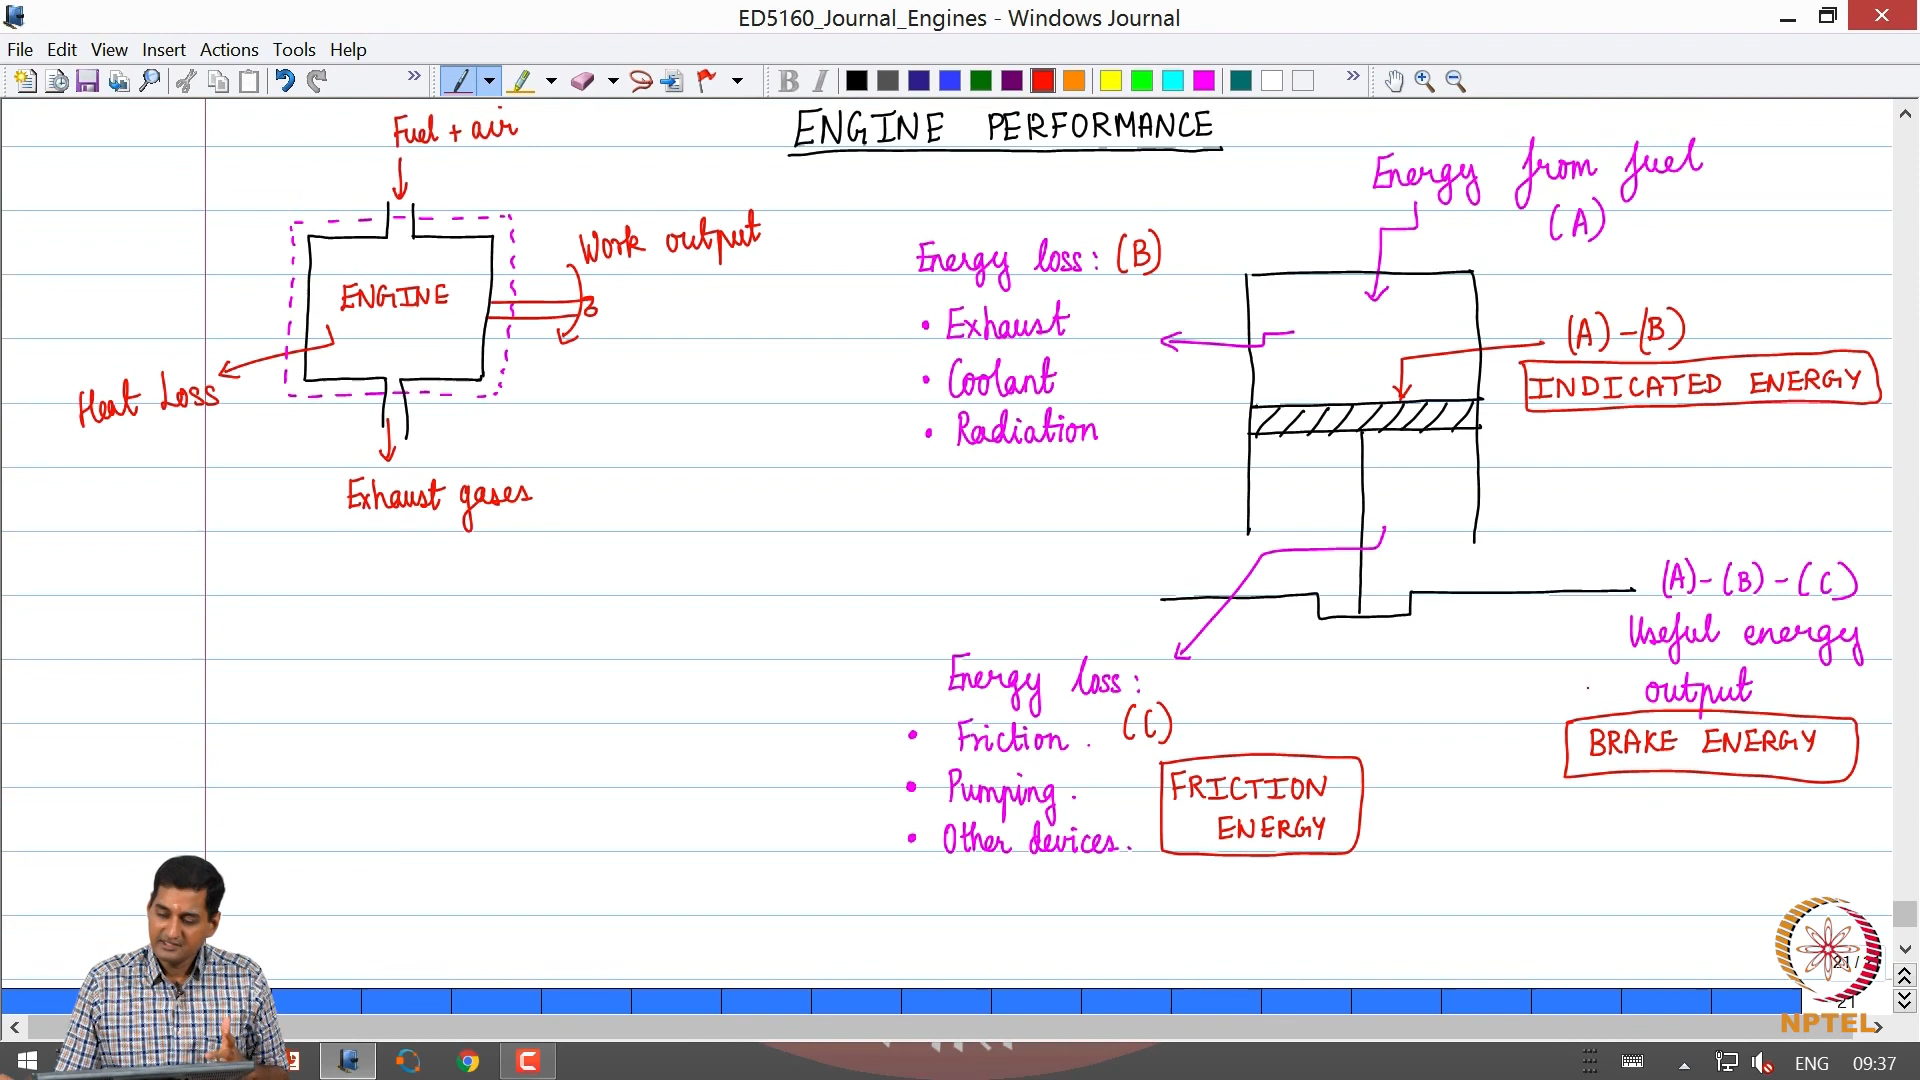 ED5160_Journal_Engines - Windows Journal
File Edit View Insert Actions Tools Help
B I
ENGINE PERFORMANCE
Fuel + air
ENGINE
Work output
Heat Loss
Exhaust gases
Energy from fuel
(A)
Energy loss: (B)
• Exhaust
• Coolant
• Radiation
(A)-(B)
INDICATED ENERGY
(A)-(B)-(C)
Useful energy
output
BRAKE ENERGY
Energy loss:
(C)
• Friction.
• Pumping.
• Other devices.
FRICTION
ENERGY
21
NPTEL
ENG 09:37